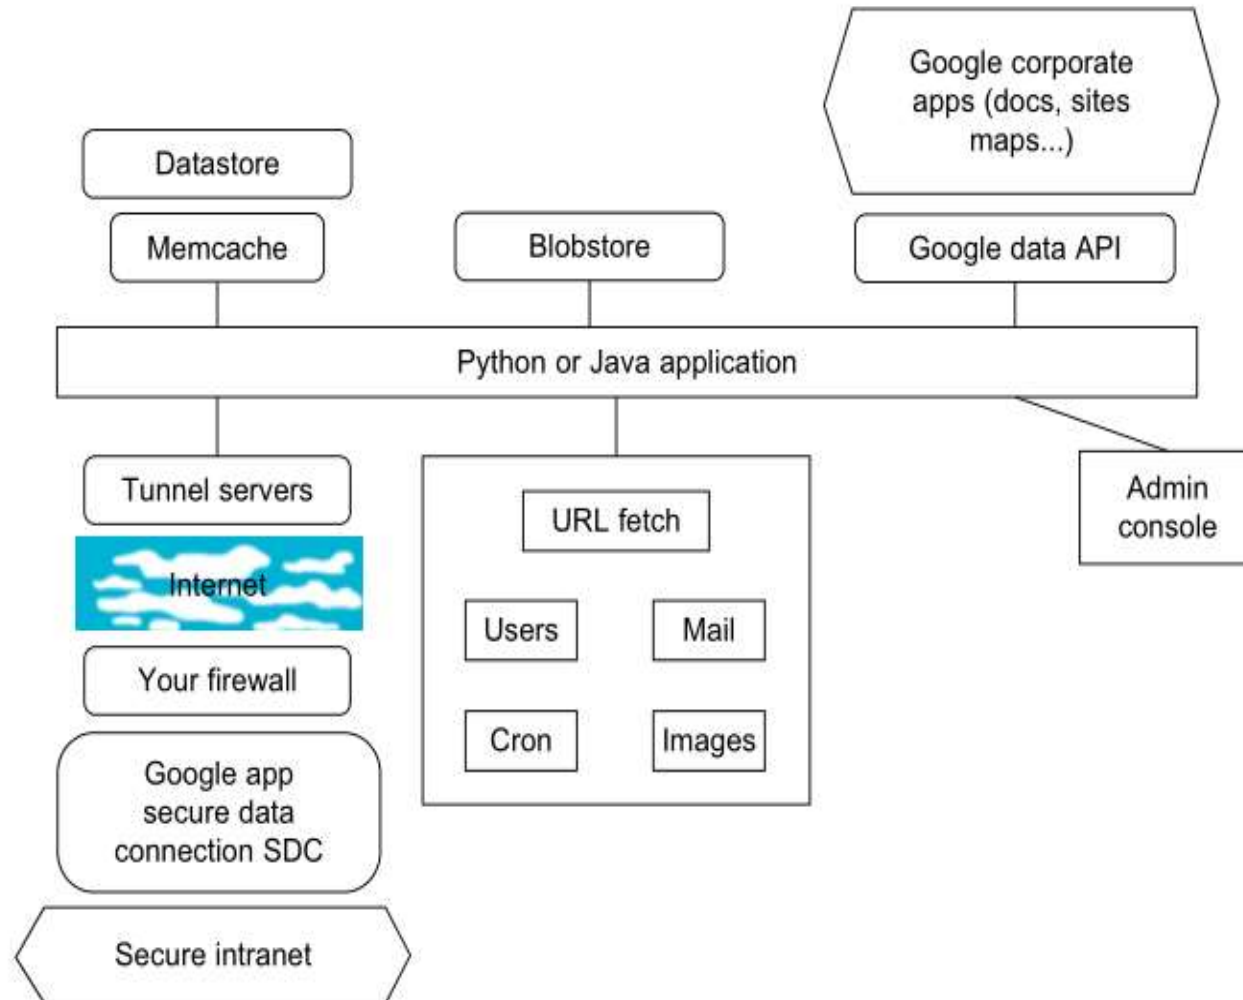 Google corporate
apps (docs, sites
maps...)
Datastore
Memcache
Blobstore
Google data API
Python or Java application
Tunnel servers
URL fetch
Admin
console
Internet
Users
Mail
Your firewall
Cron
Images
Google app
secure data
connection SDC
Secure intranet